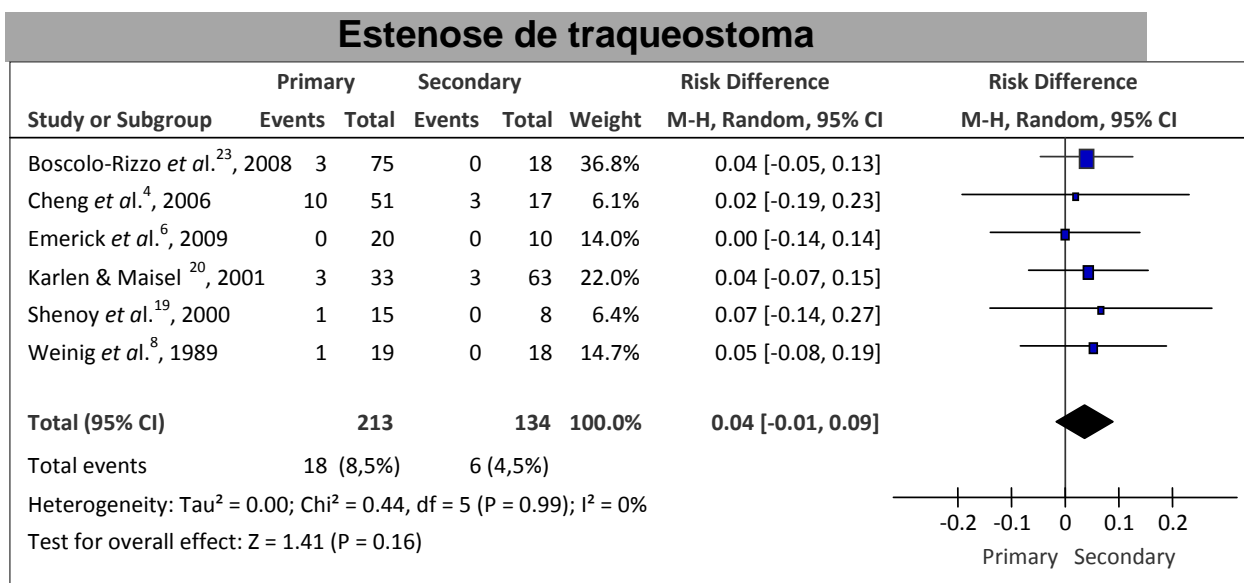 Estenose de traqueostoma
Primary Secondary Risk Difference Risk Difference
Study or Subgroup Events Total Events Total Weight M-H, Random, 95% CI M-H, Random, 95% CI
Boscolo-Rizzo et al.23, 2008 3 75 0 18 36.8% 0.04 [-0.05, 0.13]
Cheng et al.4, 2006 10 51 3 17 6.1% 0.02 [-0.19, 0.23]
Emerick et al.6, 2009 0 20 0 10 14.0% 0.00 [-0.14, 0.14]
Karlen & Maisel 20, 2001 3 33 3 63 22.0% 0.04 [-0.07, 0.15]
Shenoy et al.19, 2000 1 15 0 8 6.4% 0.07 [-0.14, 0.27]
Weinig et al.8, 1989 1 19 0 18 14.7% 0.05 [-0.08, 0.19]
Total (95% CI) 213 134 100.0% 0.04 [-0.01, 0.09]
Total events 18 (8,5%) 6 (4,5%)
Heterogeneity: Tau² = 0.00; Chi² = 0.44, df = 5 (P = 0.99); I² = 0%
Test for overall effect: Z = 1.41 (P = 0.16)
-0.2 -0.1 0 0.1 0.2
Primary Secondary